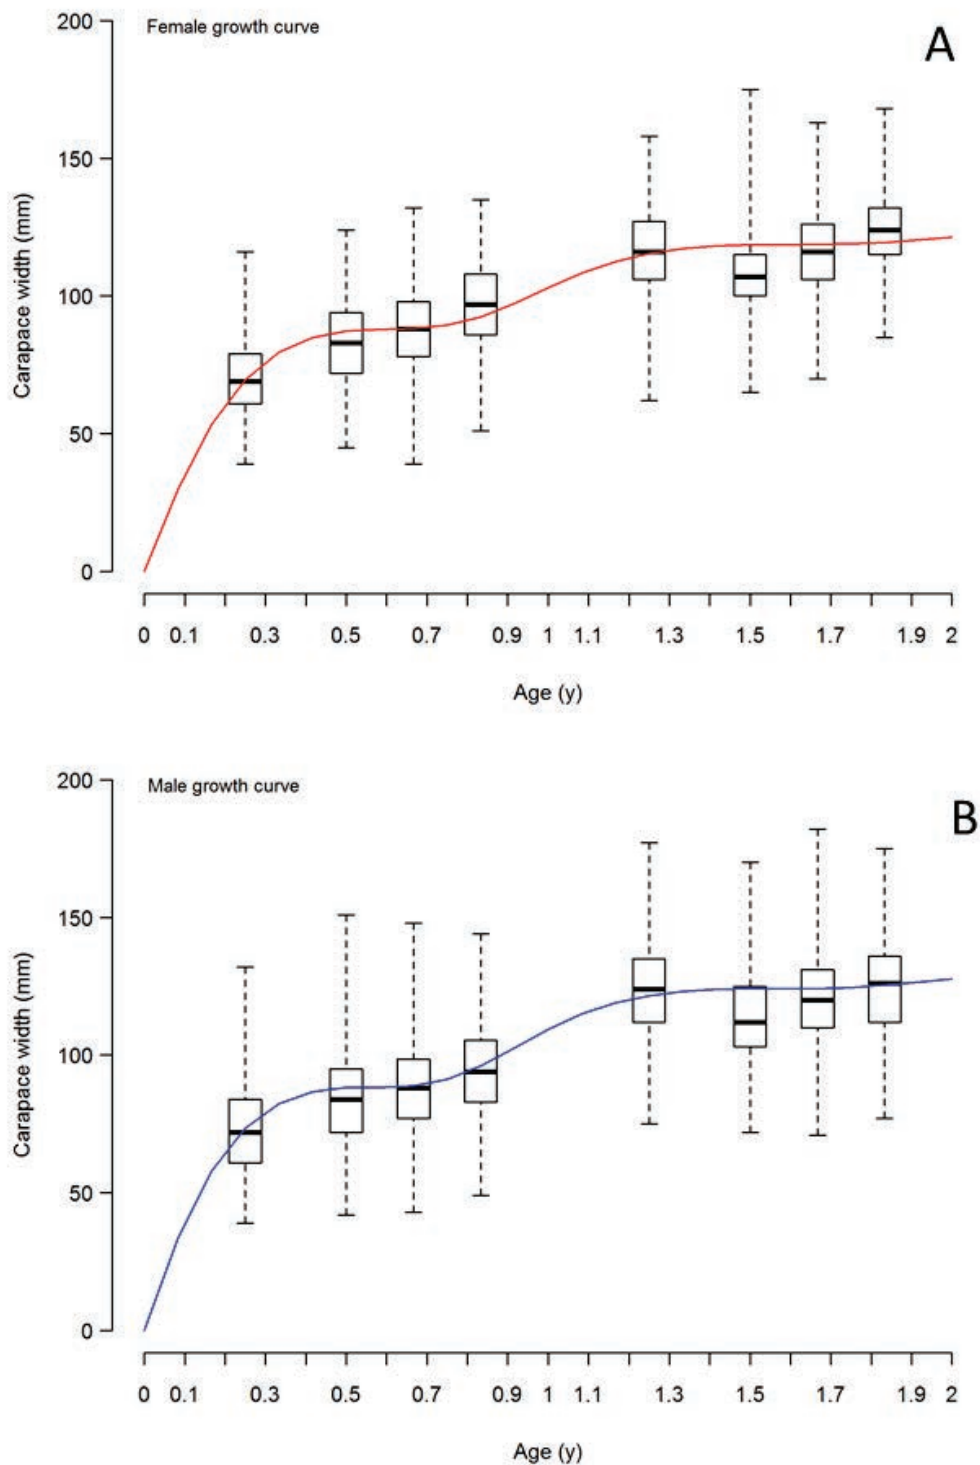 Female growth curve
A
200
150
100
50
0
Carapace width (mm)
0 0.1 0.3 0.5 0.7 0.9 1 1.1 1.3 1.5 1.7 1.9 2
Age (y)
Male growth curve
B
200
150
100
50
0
Carapace width (mm)
0 0.1 0.3 0.5 0.7 0.9 1 1.1 1.3 1.5 1.7 1.9 2
Age (y)